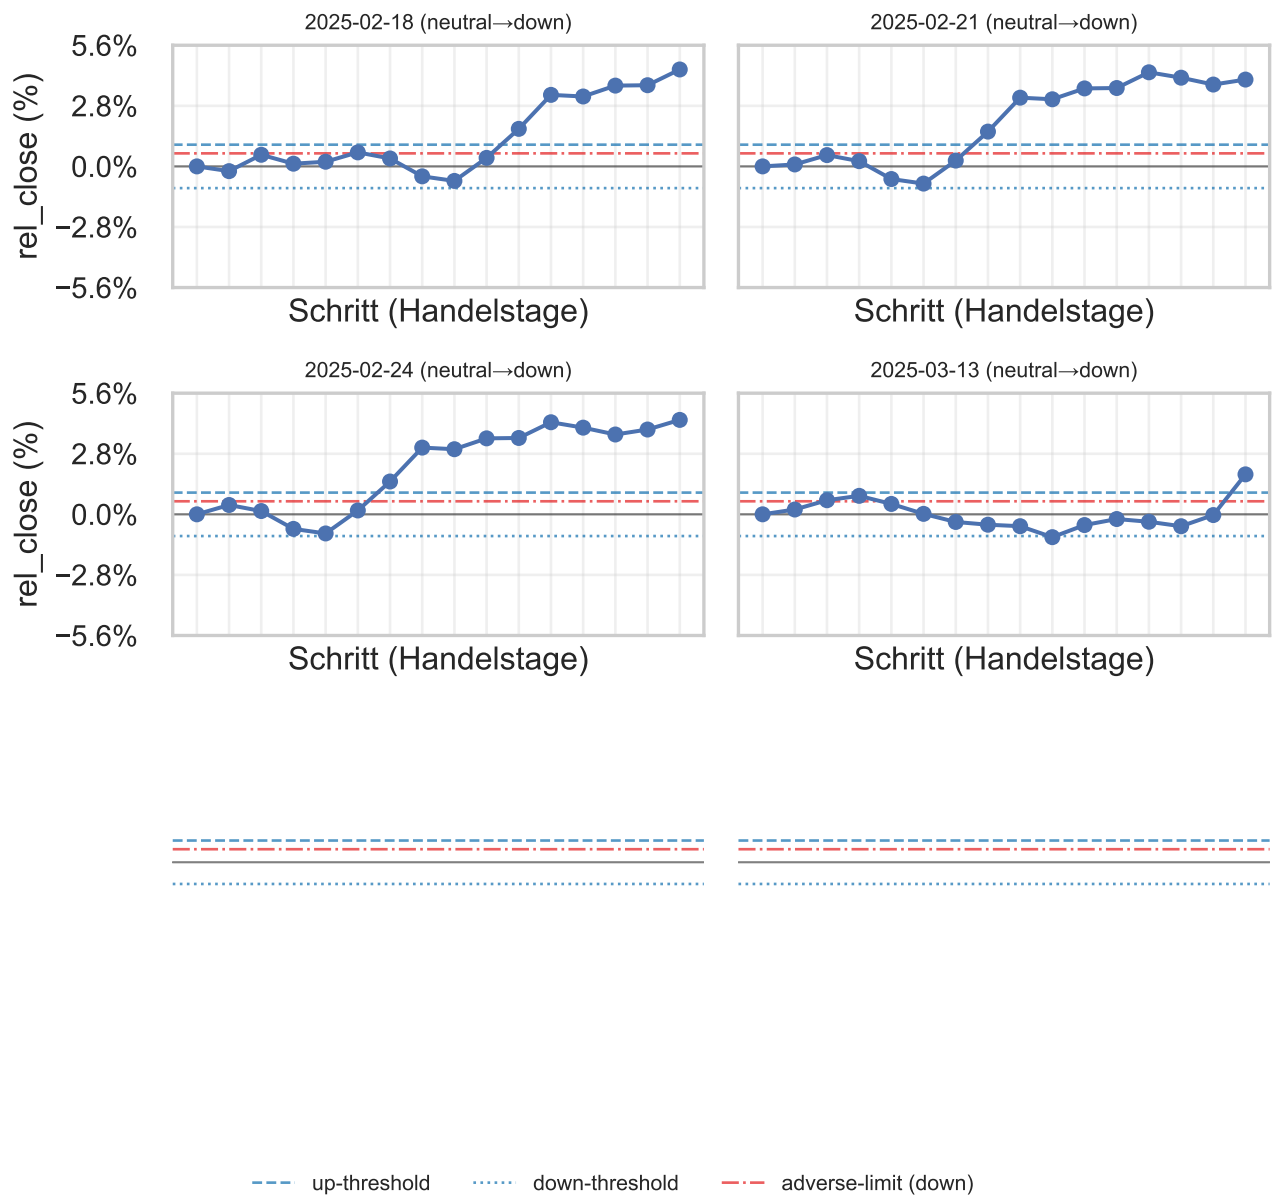 2025-02-18 (neutral→down)
2025-02-21 (neutral→down)
rel_close (%)
5.6%
2.8%
0.0%
−2.8%
−5.6%
Schritt (Handelstage)
Schritt (Handelstage)
2025-02-24 (neutral→down)
2025-03-13 (neutral→down)
rel_close (%)
5.6%
2.8%
0.0%
−2.8%
−5.6%
Schritt (Handelstage)
Schritt (Handelstage)
up-threshold
down-threshold
adverse-limit (down)